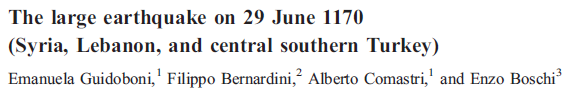 The large earthquake on 29 June 1170
(Syria, Lebanon, and central southern Turkey)
Emanuela Guidoboni,¹ Filippo Bernardini,² Alberto Comastri,¹ and Enzo Boschi³